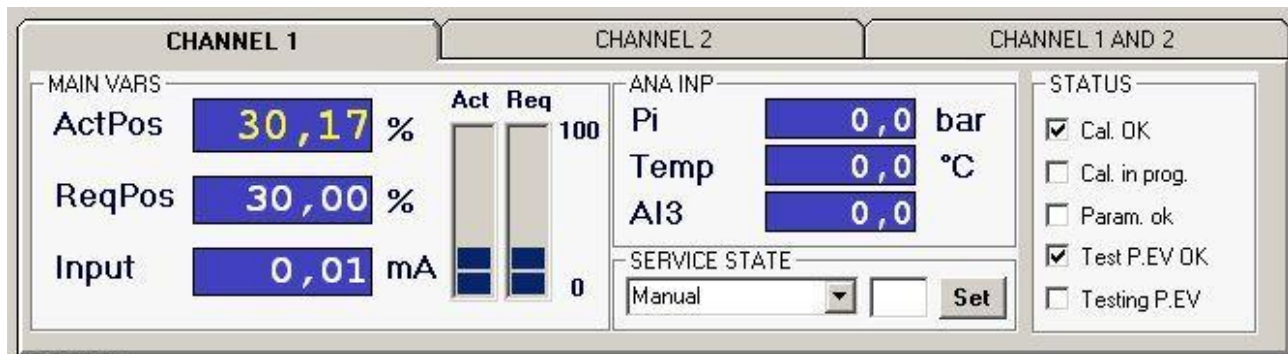 CHANNEL 1
CHANNEL 2
CHANNEL 1 AND 2
MAIN VARS
ActPos 30,17 %
ReqPos 30,00 %
Input 0,01 mA
Act Req
100
0
ANA INP
Pi 0,0 bar
Temp 0,0 °C
AI3 0,0
SERVICE STATE
Manual Set
STATUS
Cal. OK
Cal. in prog.
Param. ok
Test P.EV OK
Testing P.EV